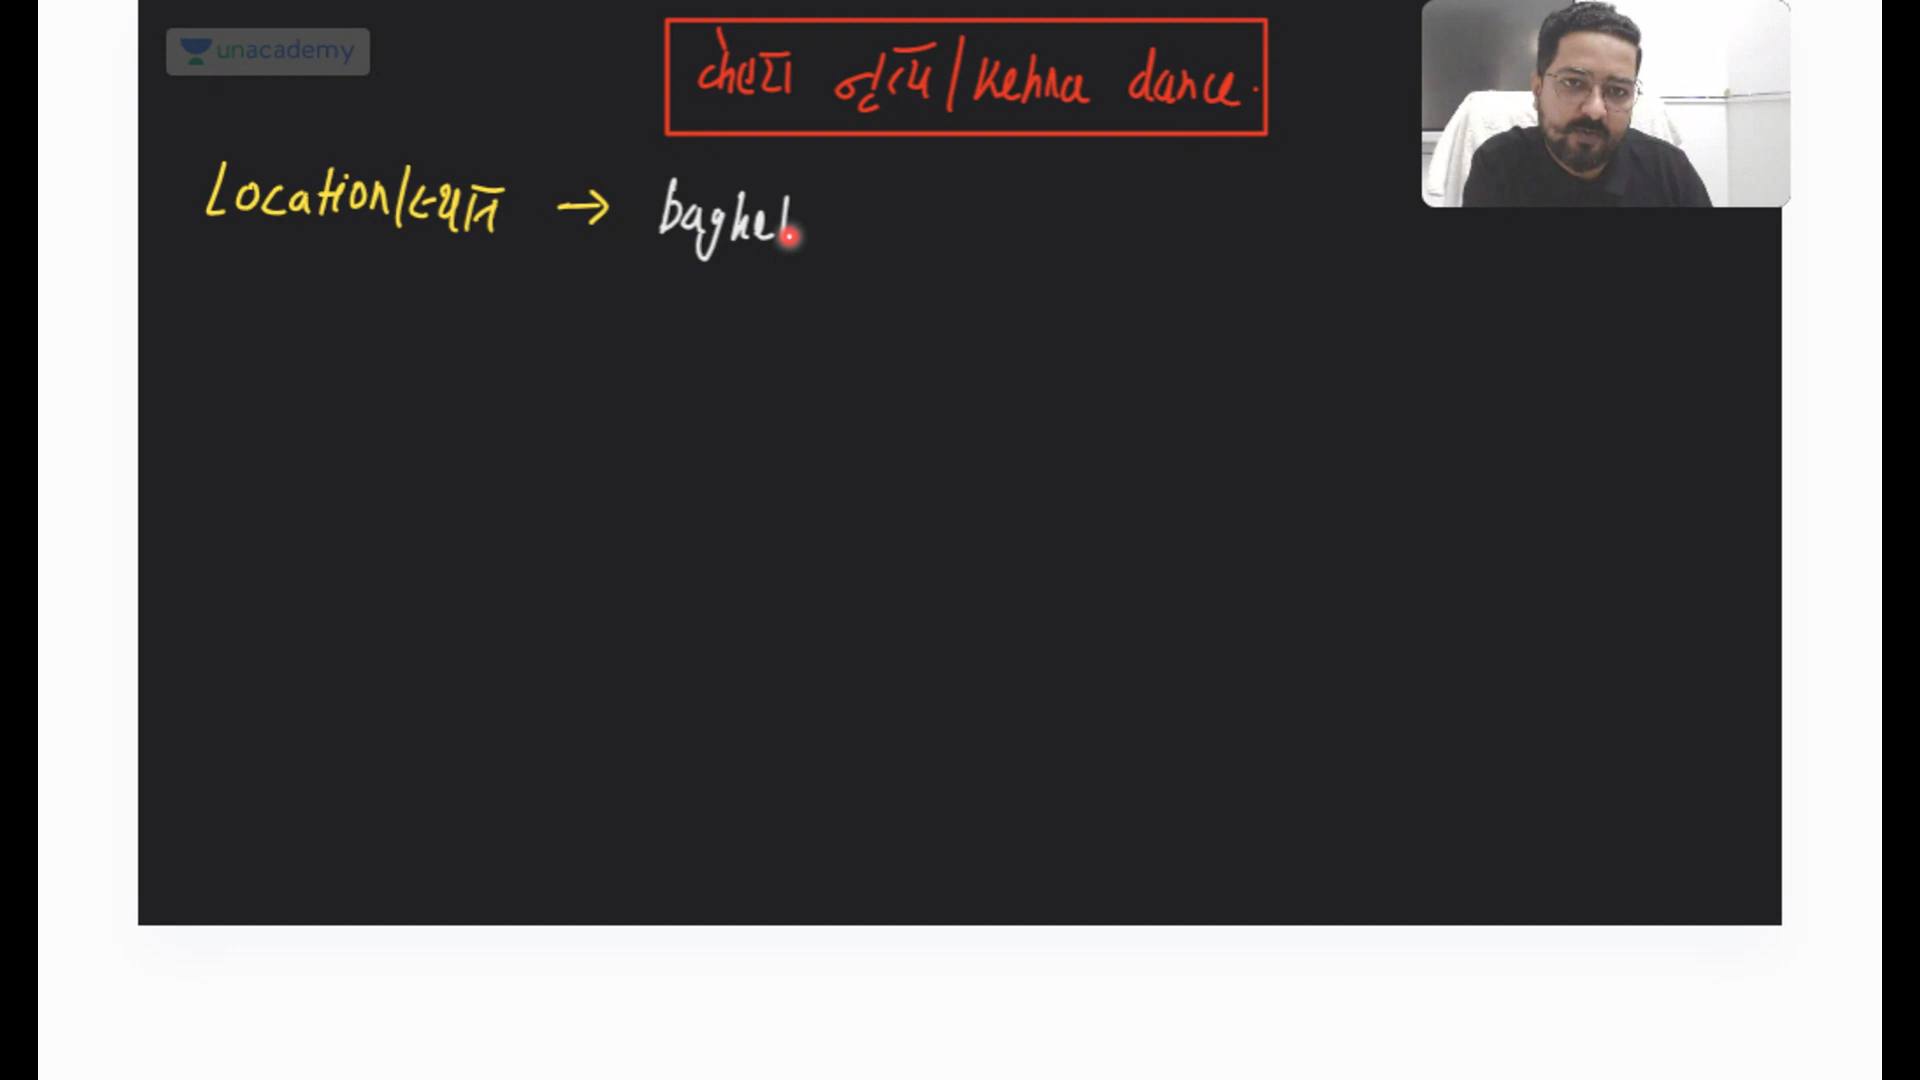 unacademy
केहरा नृत्य / Kehra dance.
Location/स्थान → baghel